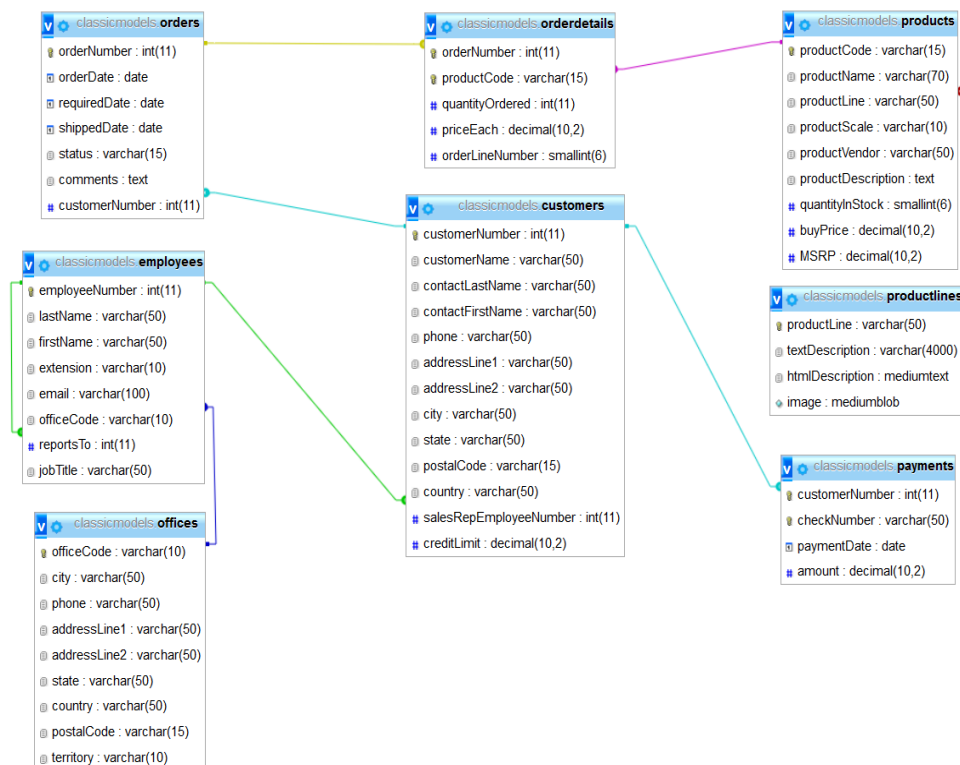 classicmodels orders
orderNumber : int(11)
orderDate : date
requiredDate : date
shippedDate : date
status : varchar(15)
comments : text
# customerNumber : int(11)
classicmodels orderdetails
orderNumber : int(11)
productCode : varchar(15)
# quantityOrdered : int(11)
# priceEach : decimal(10,2)
# orderLineNumber : smallint(6)
classicmodels products
productCode : varchar(15)
productName : varchar(70)
productLine : varchar(50)
productScale : varchar(10)
productVendor : varchar(50)
productDescription : text
# quantityInStock : smallint(6)
# buyPrice : decimal(10,2)
# MSRP : decimal(10,2)
classicmodels employees
employeeNumber : int(11)
lastName : varchar(50)
firstName : varchar(50)
extension : varchar(10)
email : varchar(100)
officeCode : varchar(10)
# reportsTo : int(11)
jobTitle : varchar(50)
classicmodels customers
customerNumber : int(11)
customerName : varchar(50)
contactLastName : varchar(50)
contactFirstName : varchar(50)
phone : varchar(50)
addressLine1 : varchar(50)
addressLine2 : varchar(50)
city : varchar(50)
state : varchar(50)
postalCode : varchar(15)
country : varchar(50)
# salesRepEmployeeNumber : int(11)
# creditLimit : decimal(10,2)
classicmodels productlines
productLine : varchar(50)
textDescription : varchar(4000)
htmlDescription : mediumtext
image : mediumblob
classicmodels payments
customerNumber : int(11)
checkNumber : varchar(50)
paymentDate : date
# amount : decimal(10,2)
classicmodels offices
officeCode : varchar(10)
city : varchar(50)
phone : varchar(50)
addressLine1 : varchar(50)
addressLine2 : varchar(50)
state : varchar(50)
country : varchar(50)
postalCode : varchar(15)
territory : varchar(10)